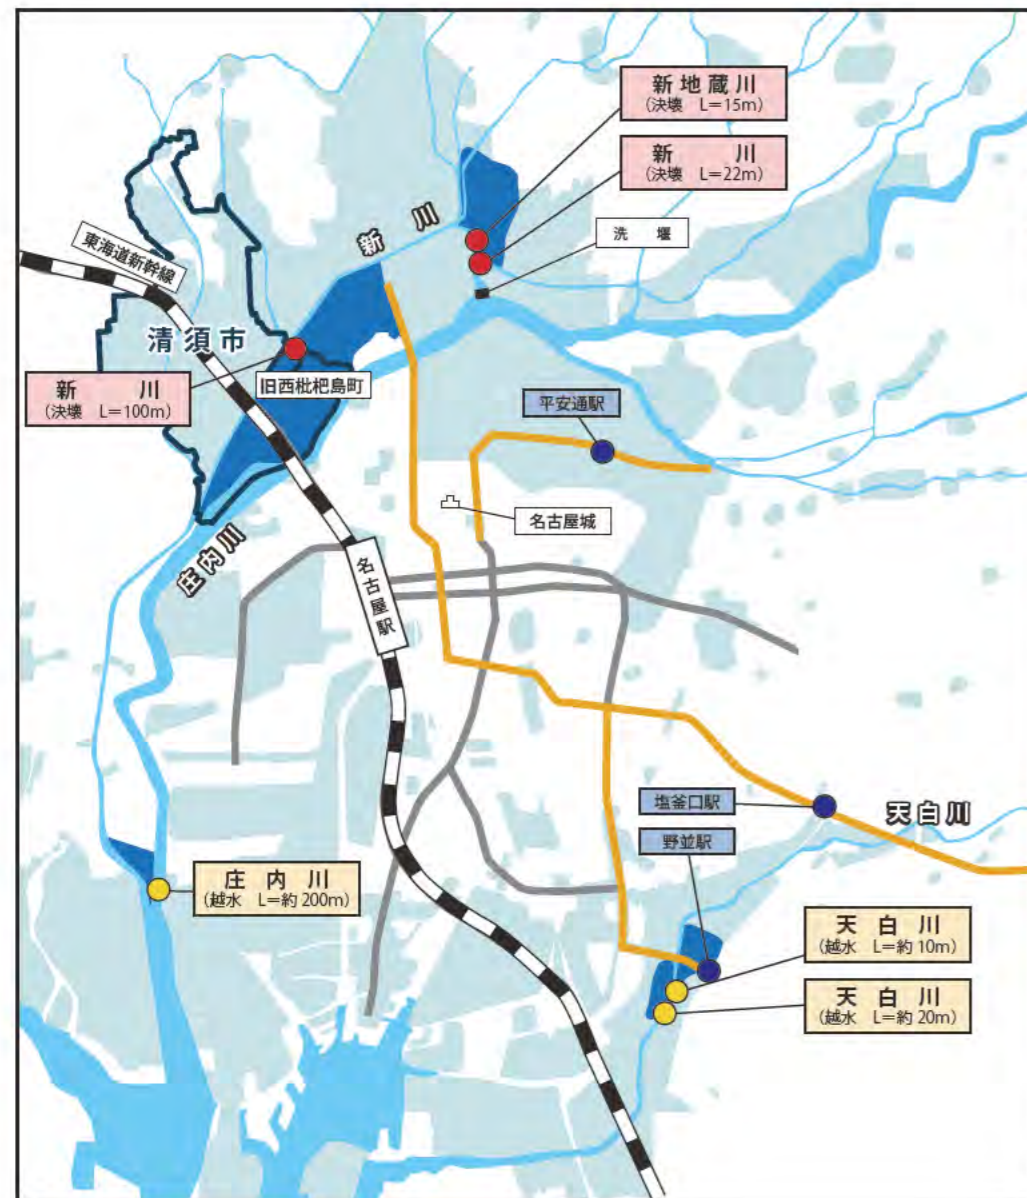 新地蔵川
(決壊 L=15m)
新 川
(決壊 L=22m)
洗 堰
新 川
東海道新幹線
清須市
旧西枇杷島町
新 川
(決壊 L=100m)
平安通駅
名古屋城
庄内川
名古屋駅
塩釜口駅
天白川
野並駅
庄 内 川
(越水 L=約 200m)
天 白 川
(越水 L=約 10m)
天 白 川
(越水 L=約 20m)